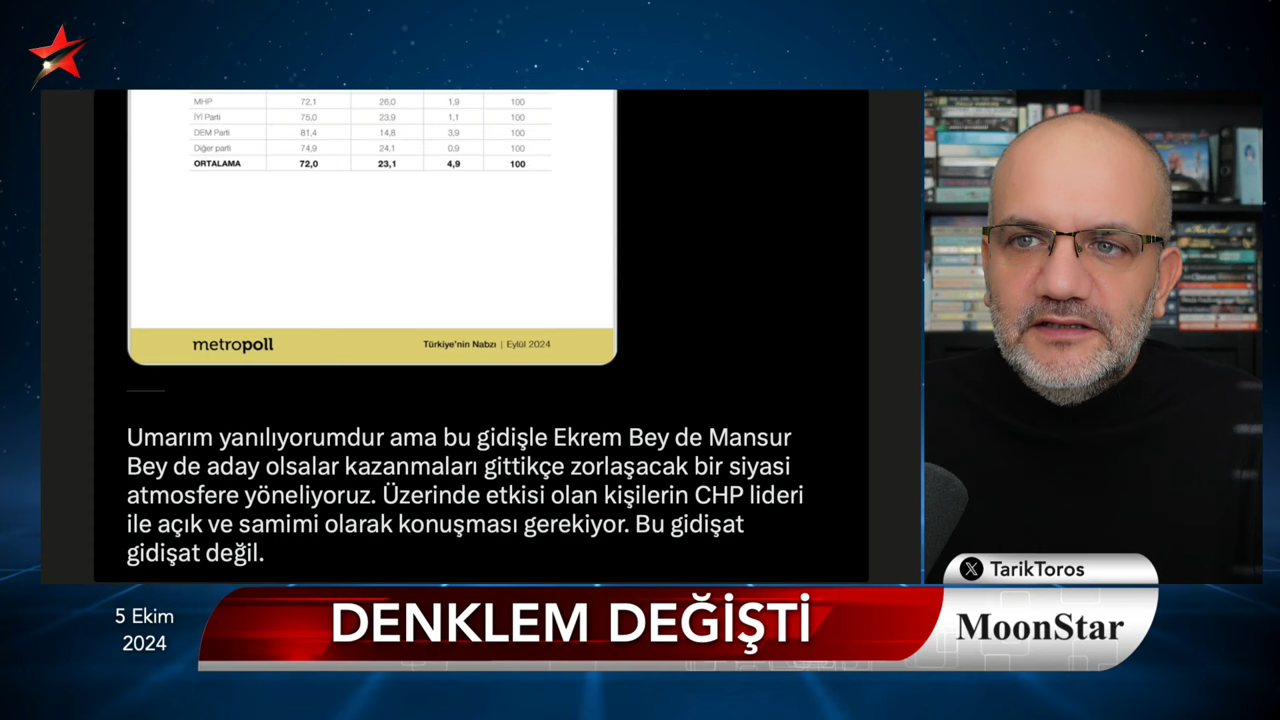 MHP 72,1 26,0 1,9 100
İYİ Parti 75,0 23,9 1,1 100
DEM Parti 81,4 14,8 3,9 100
Diğer parti 74,9 24,1 0,9 100
ORTALAMA 72,0 23,1 4,9 100
metropoll Türkiye'nin Nabzı | Eylül 2024
Umarım yanılıyorumdur ama bu gidişle Ekrem Bey de Mansur
Bey de aday olsalar kazanmaları gittikçe zorlaşacak bir siyasi
atmosfere yöneliyoruz. Üzerinde etkisi olan kişilerin CHP lideri
ile açık ve samimi olarak konuşması gerekiyor. Bu gidişat
gidişat değil.
TarikToros
5 Ekim
2024
DENKLEM DEĞİŞTİ
MoonStar